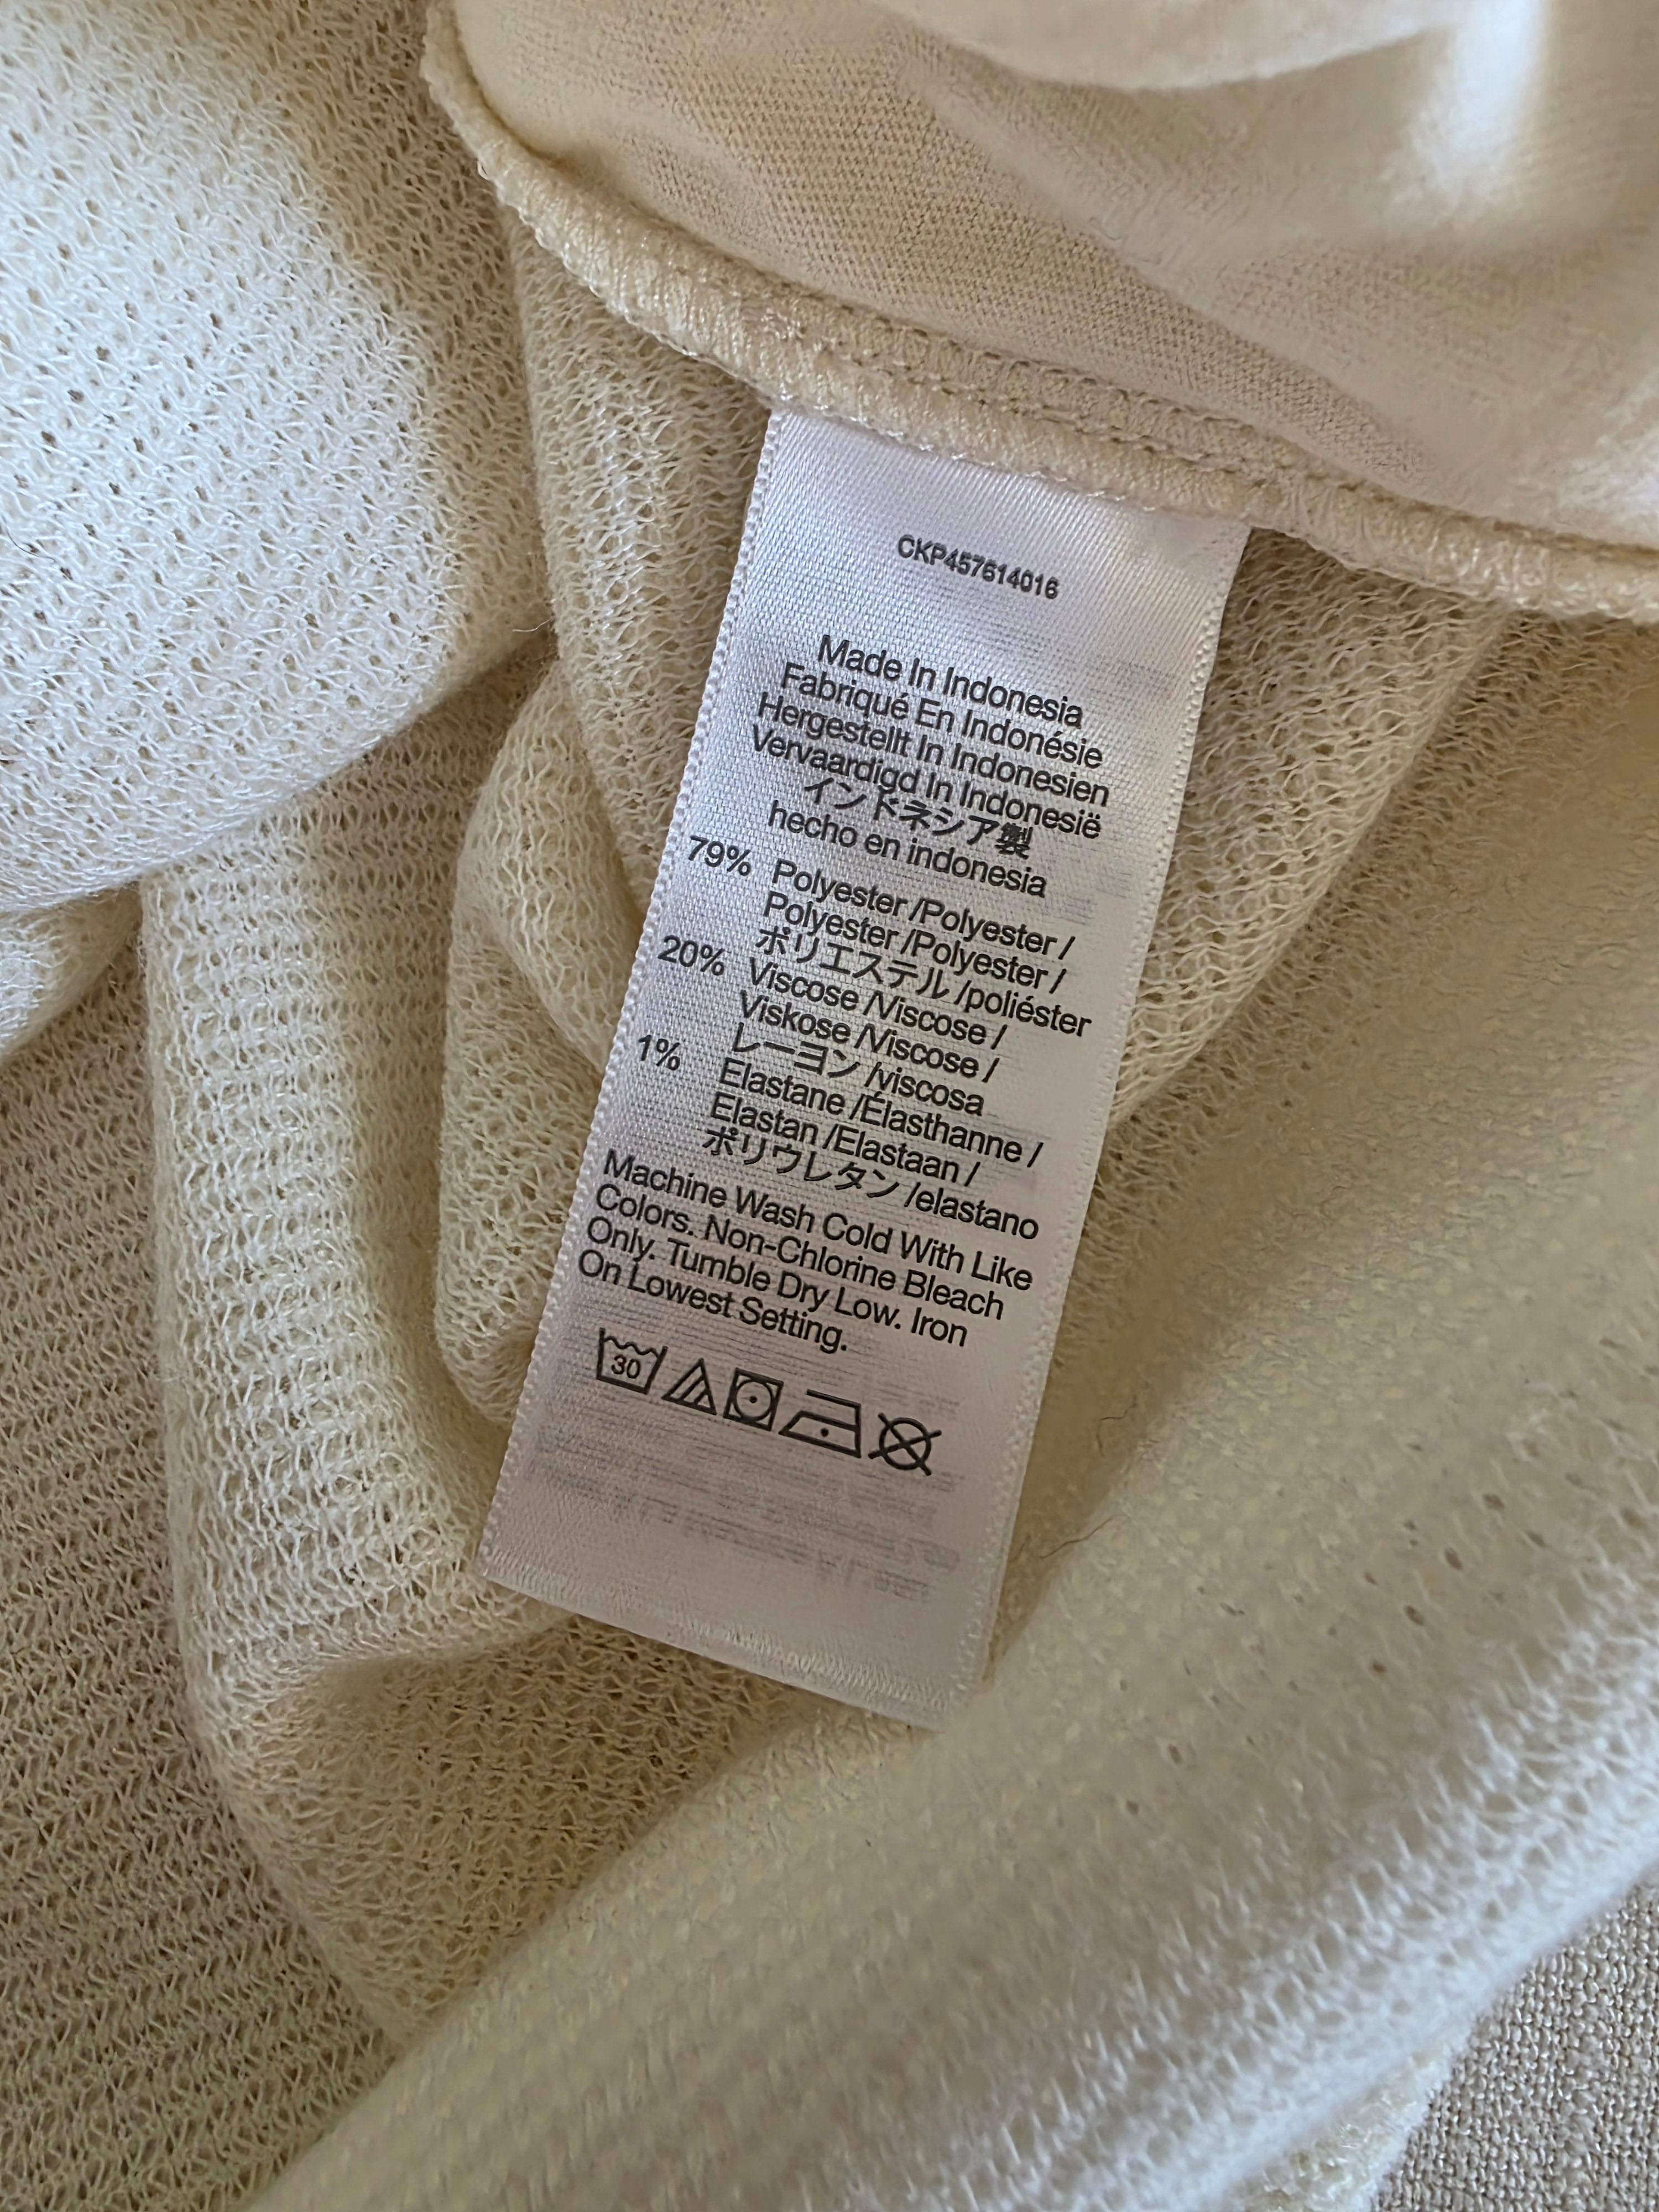 CKP457614016
Made In Indonesia
Fabriqué En Indonésie
Hergestellt In Indonesien
Vervaardigd In Indonesië
インドネシア製
hecho en indonesia
79% Polyester /Polyester /
Polyester /Polyester /
ポリエステル /poliéster
20% Viscose /Viscose /
Viskose /Viscose /
レーヨン /viscosa
1% Elastane /Élasthanne /
Elastan /Elastaan /
ポリウレタン /elastano
Machine Wash Cold With Like
Colors. Non-Chlorine Bleach
Only. Tumble Dry Low. Iron
On Lowest Setting.
30